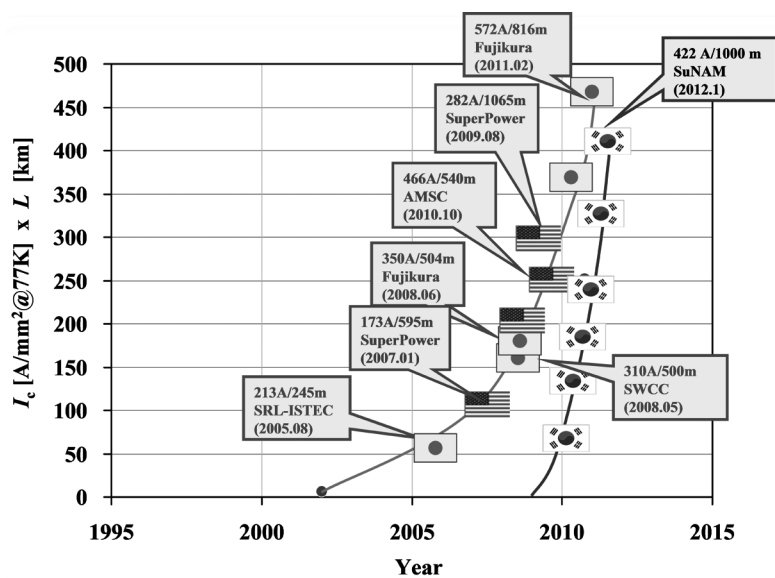 572A/816m
Fujikura
(2011.02)
422 A/1000 m
SuNAM
(2012.1)
282A/1065m
SuperPower
(2009.08)
466A/540m
AMSC
(2010.10)
350A/504m
Fujikura
(2008.06)
173A/595m
SuperPower
(2007.01)
310A/500m
SWCC
(2008.05)
213A/245m
SRL-ISTEC
(2005.08)
500
450
400
350
300
250
200
150
100
50
0
Ic [A/mm²@77K] x L [km]
1995 2000 2005 2010 2015
Year